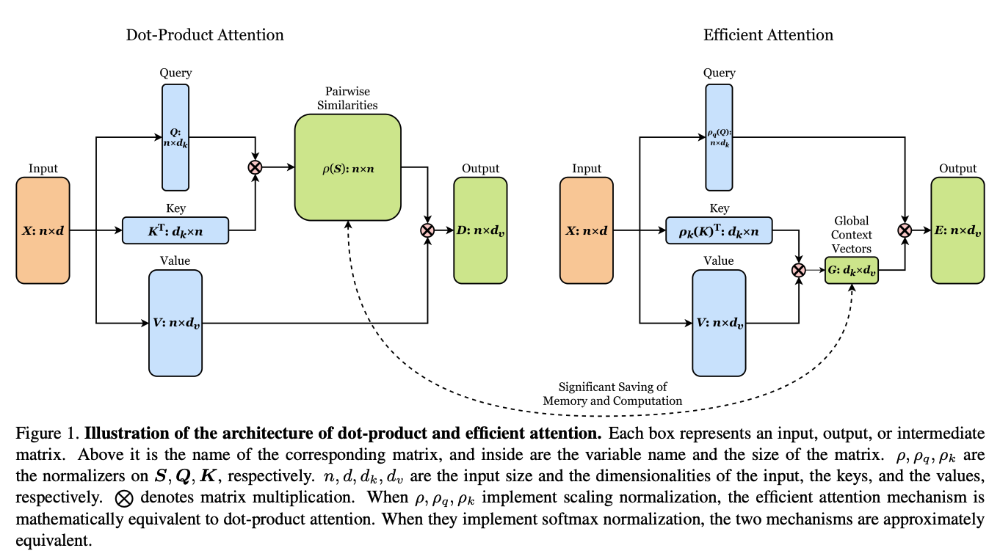 Dot-Product Attention
Query
Q:
n×dₖ
Pairwise
Similarities
ρ(S): n×n
Input
X: n×d
Key
Kᵀ: dₖ×n
Value
V: n×dᵥ
Output
D: n×dᵥ
Efficient Attention
Query
ρq(Q):
n×dₖ
Input
X: n×d
Key
ρₖ(K)ᵀ: dₖ×n
Value
V: n×dᵥ
Global
Context
Vectors
G: dₖ×dᵥ
Output
E: n×dᵥ
Significant Saving of
Memory and Computation
Figure 1. Illustration of the architecture of dot-product and efficient attention. Each box represents an input, output, or intermediate
matrix. Above it is the name of the corresponding matrix, and inside are the variable name and the size of the matrix. ρ, ρq, ρₖ are
the normalizers on S, Q, K, respectively. n, d, dₖ, dᵥ are the input size and the dimensionalities of the input, the keys, and the values,
respectively. ⊗ denotes matrix multiplication. When ρ, ρq, ρₖ implement scaling normalization, the efficient attention mechanism is
mathematically equivalent to dot-product attention. When they implement softmax normalization, the two mechanisms are approximately
equivalent.